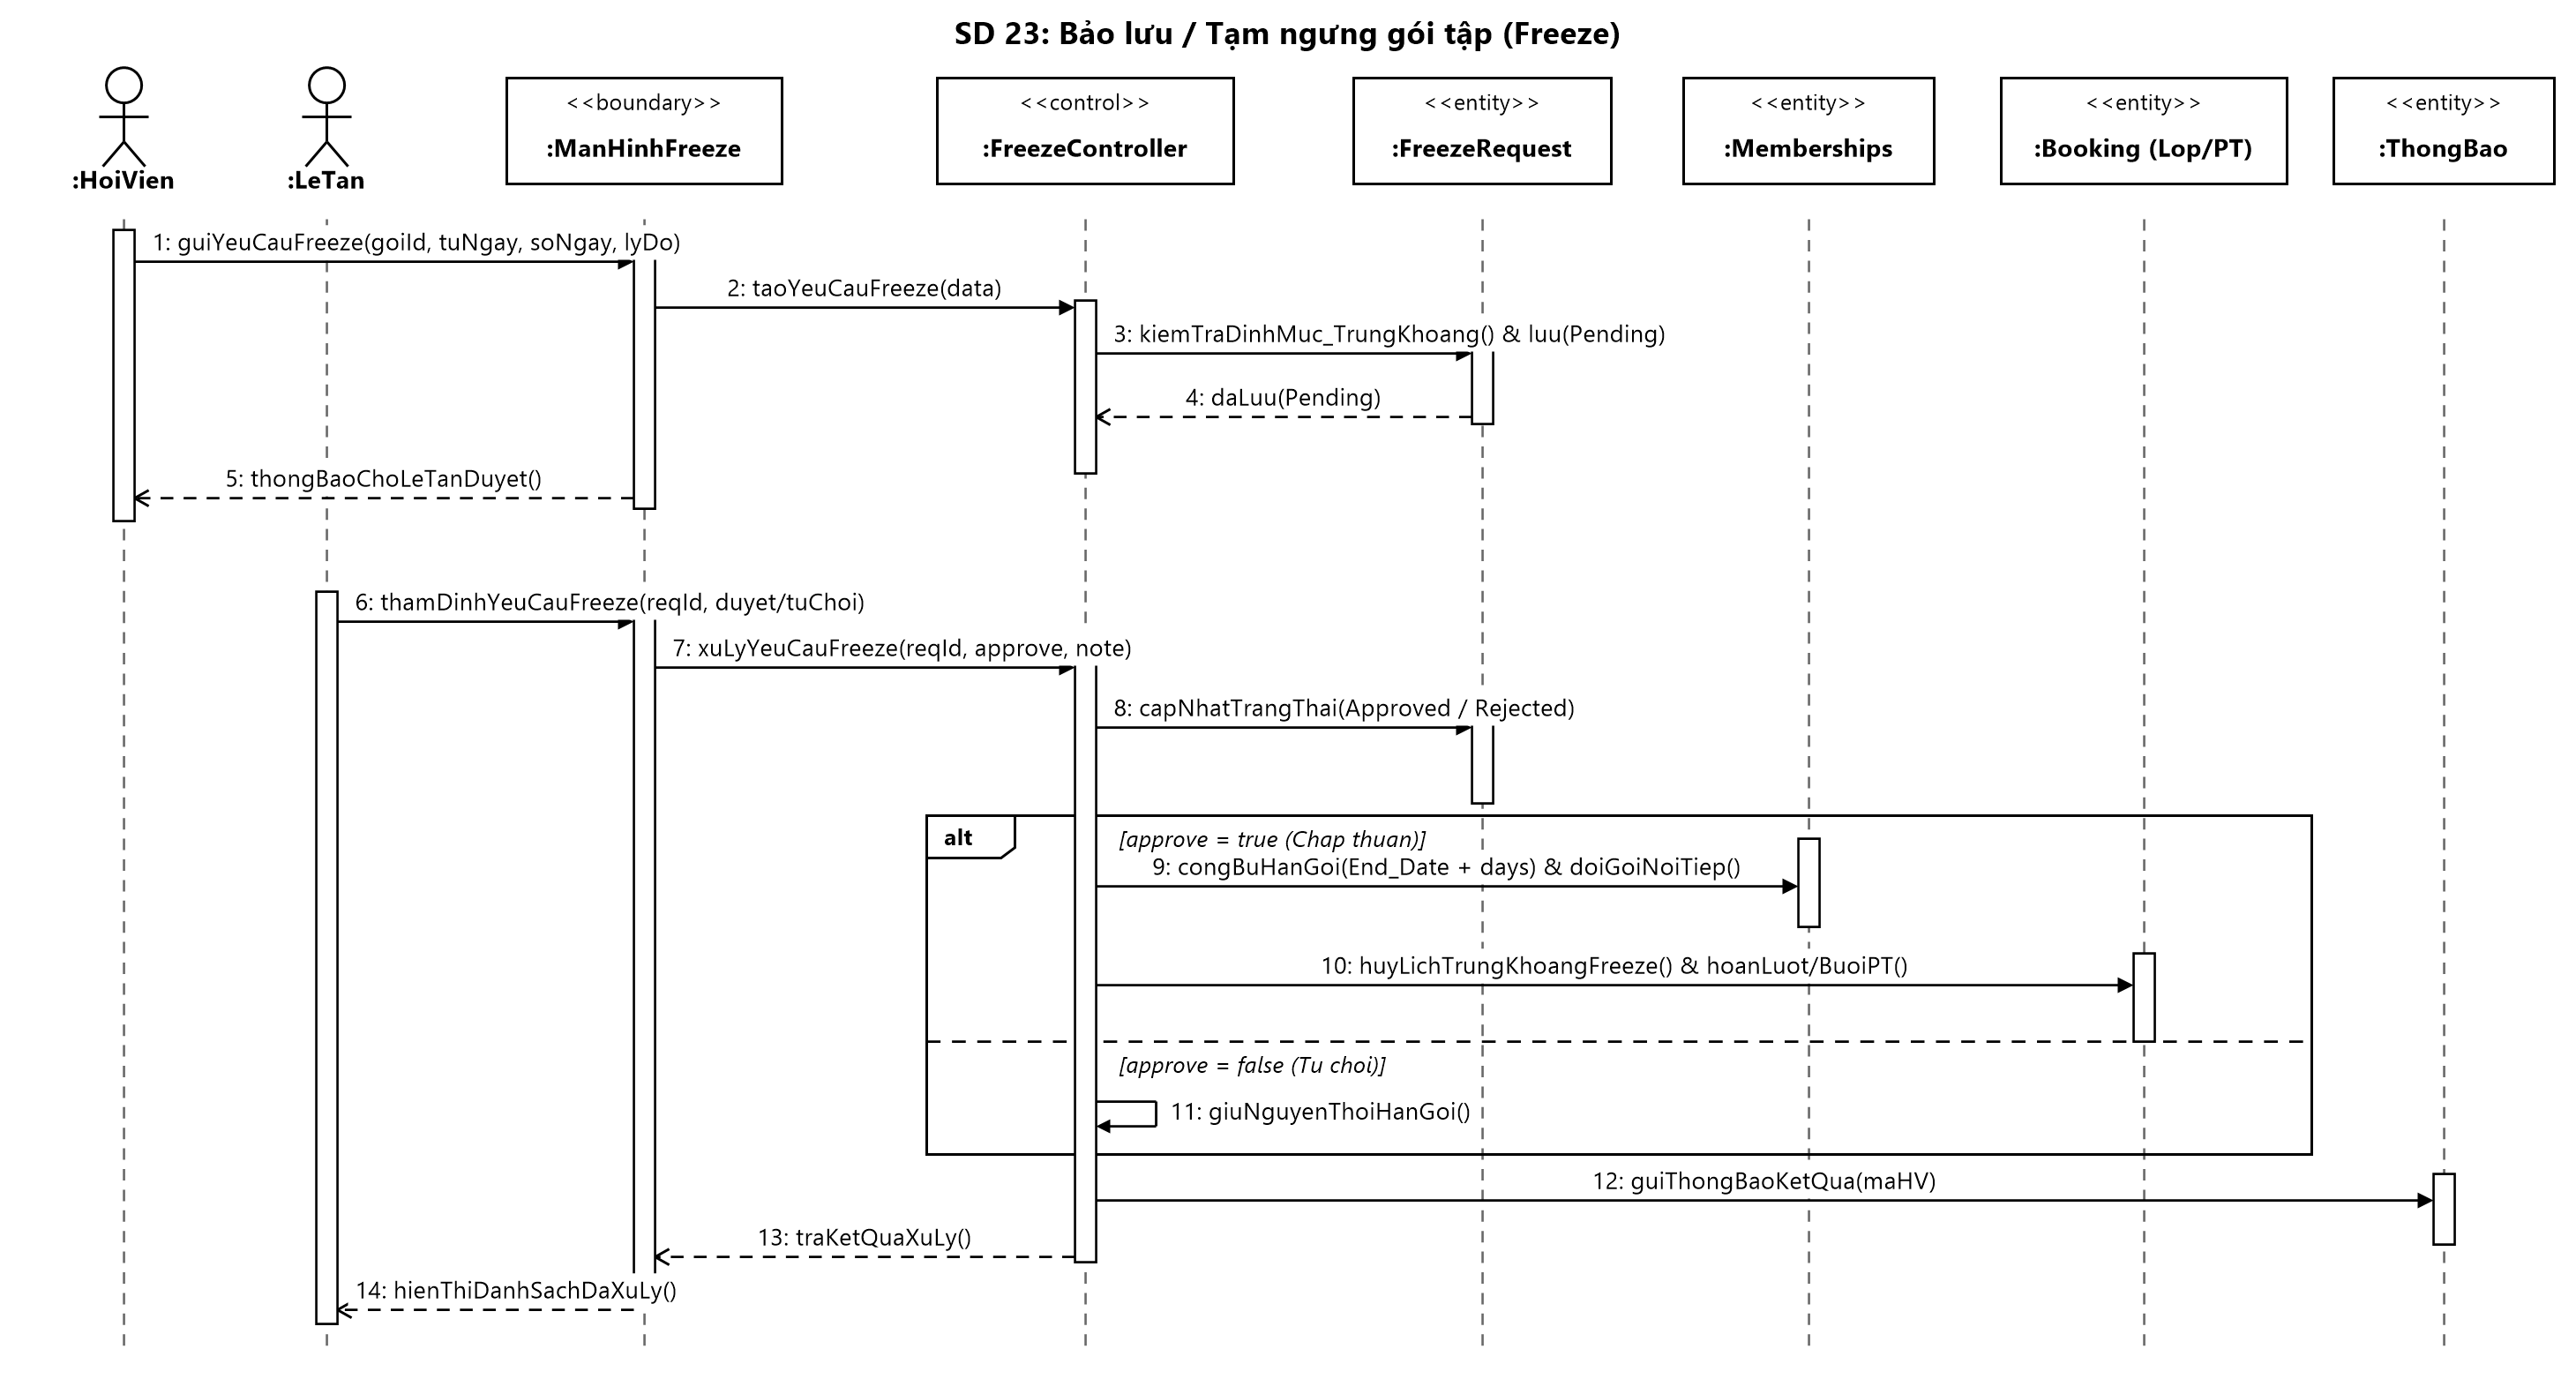 SD 23: Bảo lưu / Tạm ngưng gói tập (Freeze)
:HoiVien
:LeTan
<<boundary>>
:ManHinhFreeze
<<control>>
:FreezeController
<<entity>>
:FreezeRequest
<<entity>>
:Memberships
<<entity>>
:Booking (Lop/PT)
<<entity>>
:ThongBao
1: guiYeuCauFreeze(goiId, tuNgay, soNgay, lyDo)
2: taoYeuCauFreeze(data)
3: kiemTraDinhMuc_TrungKhoang() & luu(Pending)
4: daLuu(Pending)
5: thongBaoChoLeTanDuyet()
6: thamDinhYeuCauFreeze(reqId, duyet/tuChoi)
7: xuLyYeuCauFreeze(reqId, approve, note)
8: capNhatTrangThai(Approved / Rejected)
alt
[approve = true (Chap thuan)]
9: congBuHanGoi(End_Date + days) & doiGoiNoiTiep()
10: huyLichTrungKhoangFreeze() & hoanLuot/BuoiPT()
[approve = false (Tu choi)]
11: giuNguyenThoiHanGoi()
12: guiThongBaoKetQua(maHV)
13: traKetQuaXuLy()
14: hienThiDanhSachDaXuLy()